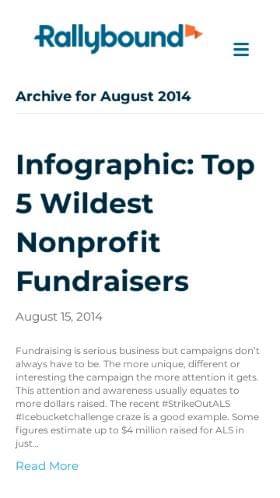 Rallybound
Archive for August 2014
Infographic: Top
5 Wildest
Nonprofit
Fundraisers
August 15, 2014
Fundraising is serious business but campaigns don’t
always have to be. The more unique, different or
interesting the campaign the more attention it gets.
This attention and awareness usually equates to
more dollars raised. The recent #StrikeOutALS
#Icebucketchallenge craze is a good example. Some
figures estimate up to $4 million raised for ALS in
just...
Read More